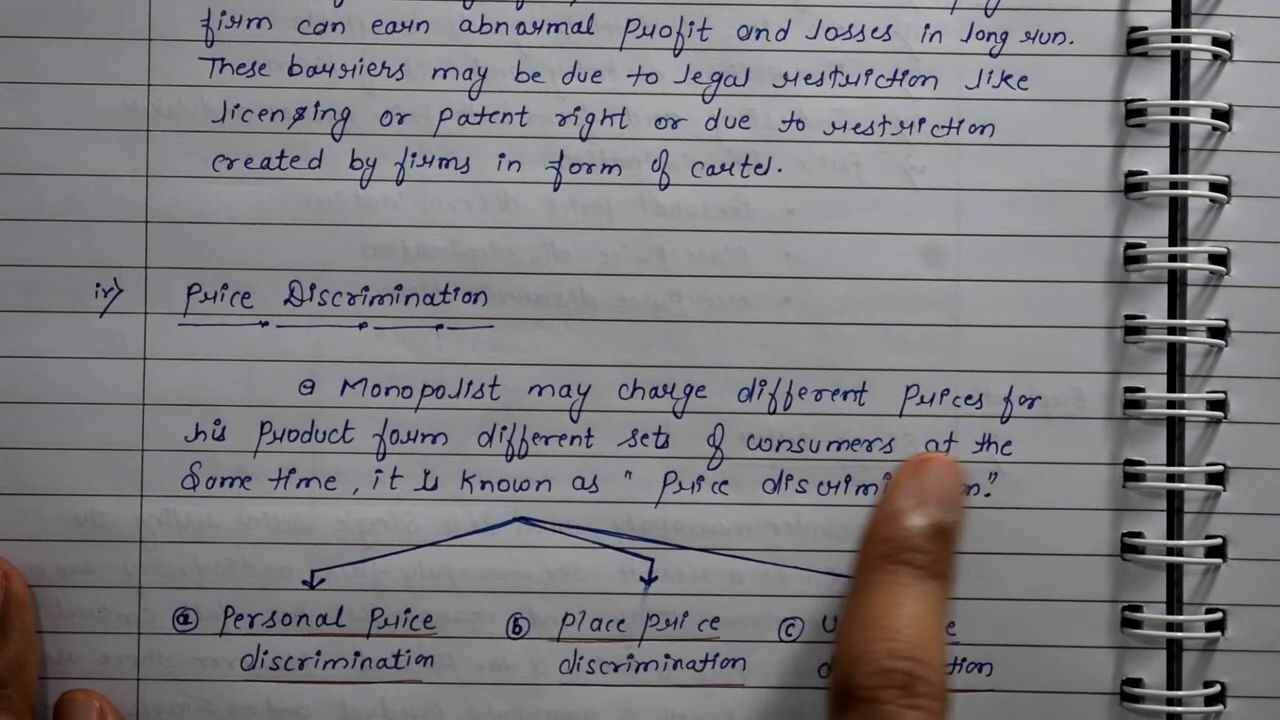 firm can earn abnormal Profit and losses in long run.
These barriers may be due to legal restriction like
licensing or patent right or due to restriction
created by firms in form of cartel.
iv) Price Discrimination
a Monopolist may charge different Prices for
his Product form different sets of consumers at the
Same time, it is known as "Price
ⓐ Personal Price ⓑ Place price ⓒ
discrimination discrimination